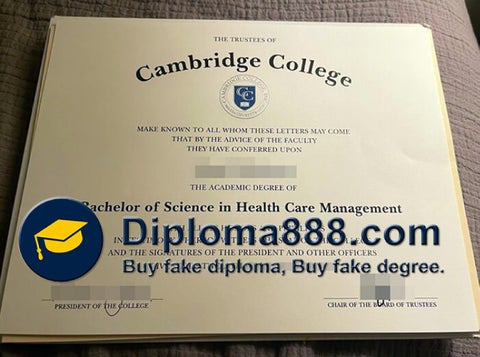 THE TRUSTEES OF
Cambridge College
MAKE KNOWN TO ALL WHOM THESE LETTERS MAY COME
THAT BY THE ADVICE OF THE FACULTY
THEY HAVE CONFERRED UPON
THE ACADEMIC DEGREE OF
Bachelor of Science in Health Care Management
Diploma888.com
AND THE SIGNATURES OF THE PRESIDENT AND OTHER OFFICERS
Buy fake diploma, Buy fake degree.
PRESIDENT OF THE COLLEGE
CHAIR OF THE BOARD OF TRUSTEES